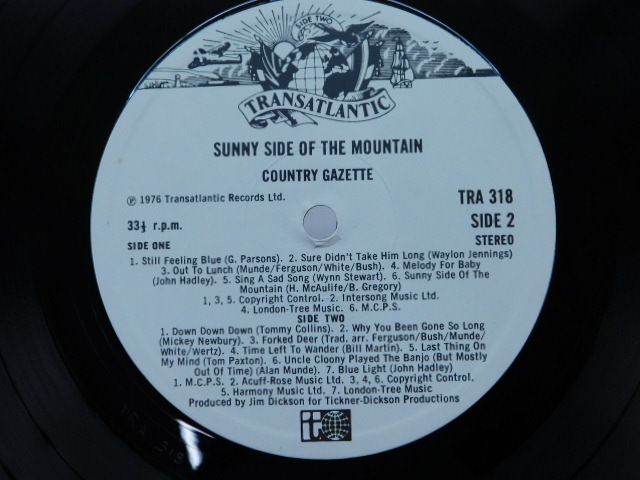 SIDE TWO
TRANSATLANTIC
SUNNY SIDE OF THE MOUNTAIN
COUNTRY GAZETTE
℗ 1976 Transatlantic Records Ltd.
TRA 318
33⅓ r.p.m.
SIDE 2
SIDE ONE
STEREO
1. Still Feeling Blue (G. Parsons). 2. Sure Didn't Take Him Long (Waylon Jennings)
3. Out To Lunch (Munde/Ferguson/White/Bush). 4. Melody For Baby
(John Hadley). 5. Sing A Sad Song (Wynn Stewart). 6. Sunny Side Of The
Mountain (H. McAulife/B. Gregory)
1, 3, 5. Copyright Control. 2. Intersong Music Ltd.
4. London-Tree Music. 6. M.C.P.S.
SIDE TWO
1. Down Down Down (Tommy Collins). 2. Why You Been Gone So Long
(Mickey Newbury). 3. Forked Deer (Trad. arr. Ferguson/Bush/Munde/
White/Wertz). 4. Time Left To Wander (Bill Martin). 5. Last Thing On
My Mind (Tom Paxton). 6. Uncle Cloony Played The Banjo (But Mostly
Out Of Time) (Alan Munde). 7. Blue Light (John Hadley)
1. M.C.P.S. 2. Acuff-Rose Music Ltd. 3, 4, 6. Copyright Control.
5. Harmony Music Ltd. 7. London-Tree Music
Produced by Jim Dickson for Tickner-Dickson Productions
t
TRA 318